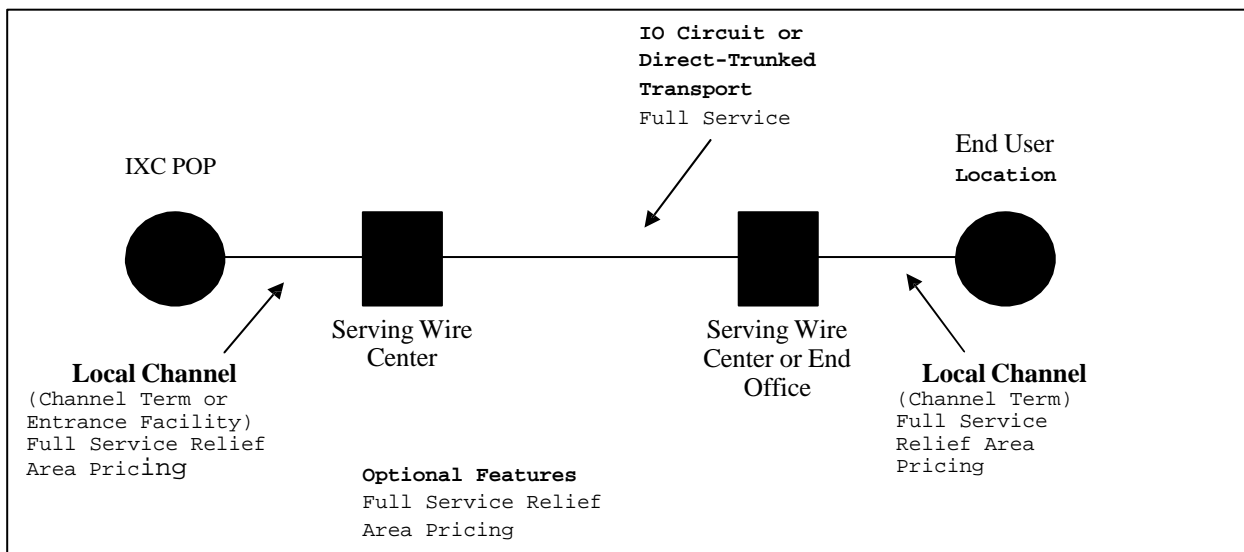 IO Circuit or
Direct-Trunked
Transport
Full Service
IXC POP
End User
Location
Serving Wire
Center
Serving Wire
Center or End
Office
Local Channel
(Channel Term or
Entrance Facility)
Full Service Relief
Area Pricing
Optional Features
Full Service Relief
Area Pricing
Local Channel
(Channel Term)
Full Service
Relief Area
Pricing